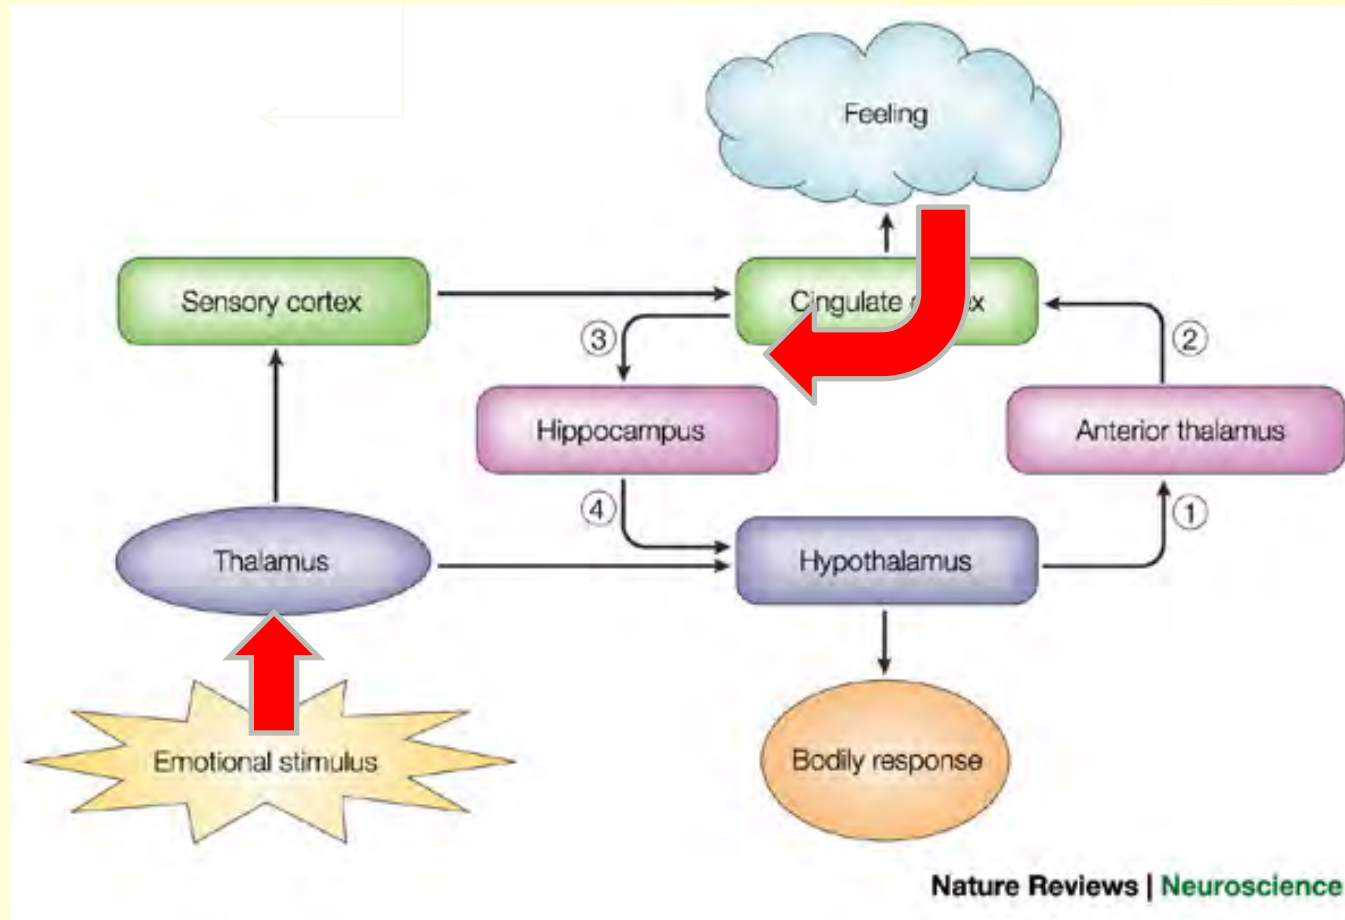 Feeling
Sensory cortex
Cingulate cortex
③
②
Hippocampus
Anterior thalamus
④
①
Thalamus
Hypothalamus
Emotional stimulus
Bodily response
Nature Reviews | Neuroscience